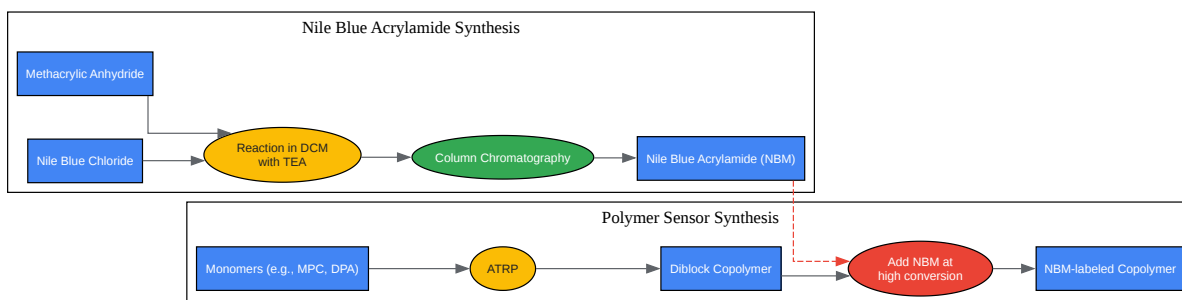 Nile Blue Acrylamide Synthesis
Methacrylic Anhydride
Nile Blue Chloride
Reaction in DCM
with TEA
Column Chromatography
Nile Blue Acrylamide (NBM)
Polymer Sensor Synthesis
Monomers (e.g., MPC, DPA)
ATRP
Diblock Copolymer
Add NBM at
high conversion
NBM-labeled Copolymer